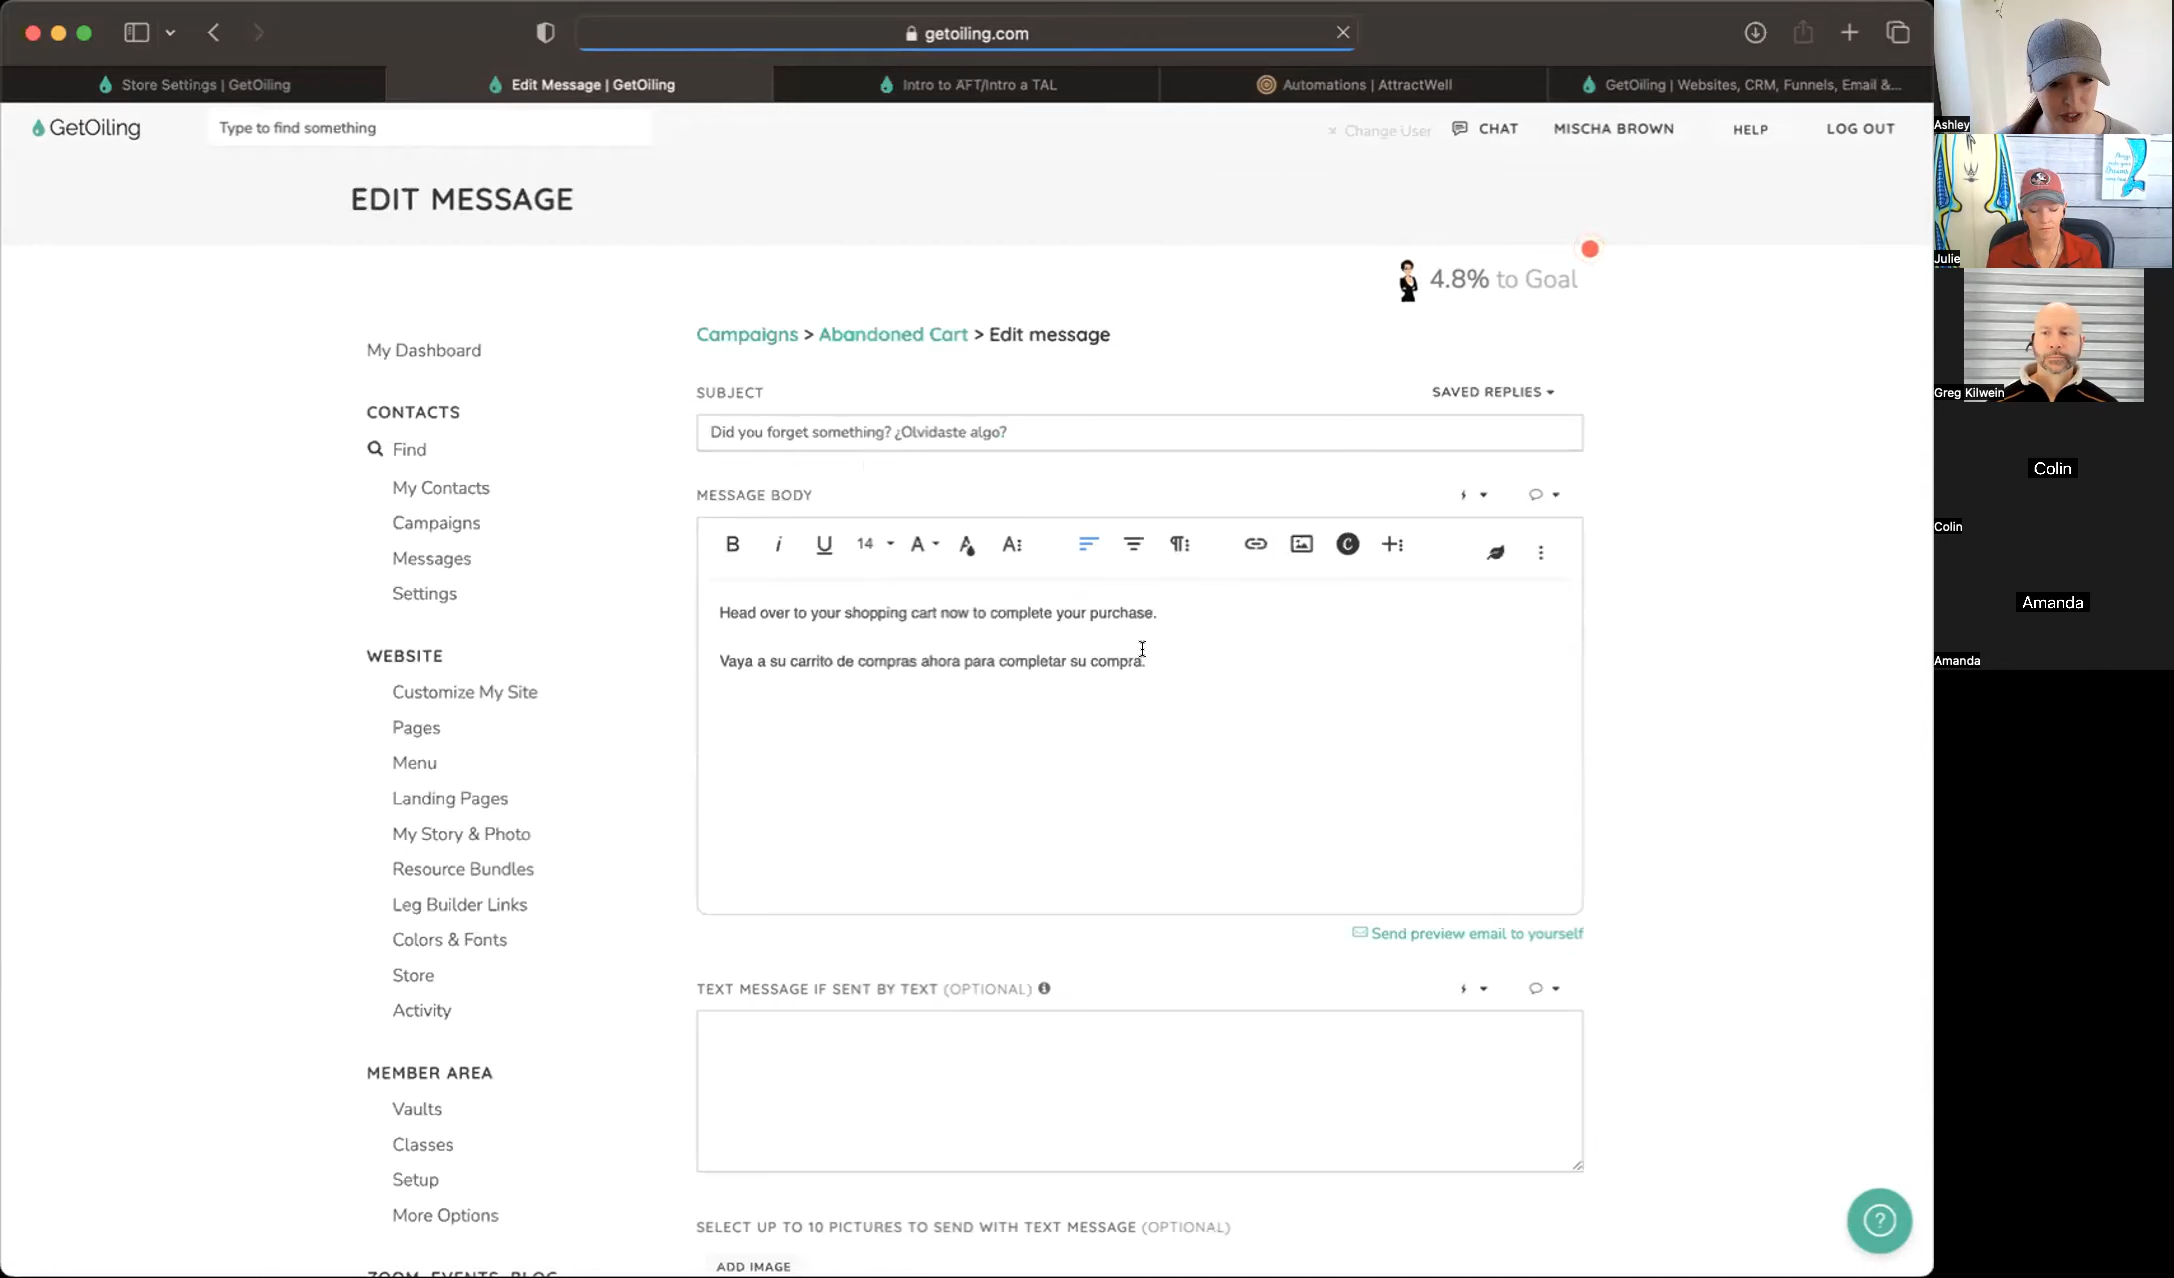 getoiling.com
Store Settings | GetOiling
Edit Message | GetOiling
Intro to AFT/Intro a TAL
Automations | AttractWell
GetOiling | Websites, CRM, Funnels, Email &...
GetOiling
Type to find something
× Change User
CHAT
MISCHA BROWN
HELP
LOG OUT
EDIT MESSAGE
4.8% to Goal
My Dashboard
CONTACTS
Find
My Contacts
Campaigns
Messages
Settings
WEBSITE
Customize My Site
Pages
Menu
Landing Pages
My Story & Photo
Resource Bundles
Leg Builder Links
Colors & Fonts
Store
Activity
MEMBER AREA
Vaults
Classes
Setup
More Options
Campaigns > Abandoned Cart > Edit message
SUBJECT
SAVED REPLIES
Did you forget something? ¿Olvidaste algo?
MESSAGE BODY
B i U 14 A A A
C
Head over to your shopping cart now to complete your purchase.
Vaya a su carrito de compras ahora para completar su compra.
Send preview email to yourself
TEXT MESSAGE IF SENT BY TEXT (OPTIONAL)
SELECT UP TO 10 PICTURES TO SEND WITH TEXT MESSAGE (OPTIONAL)
ADD IMAGE
?
Ashley
Julie
Greg Kilwein
Colin
Colin
Amanda
Amanda